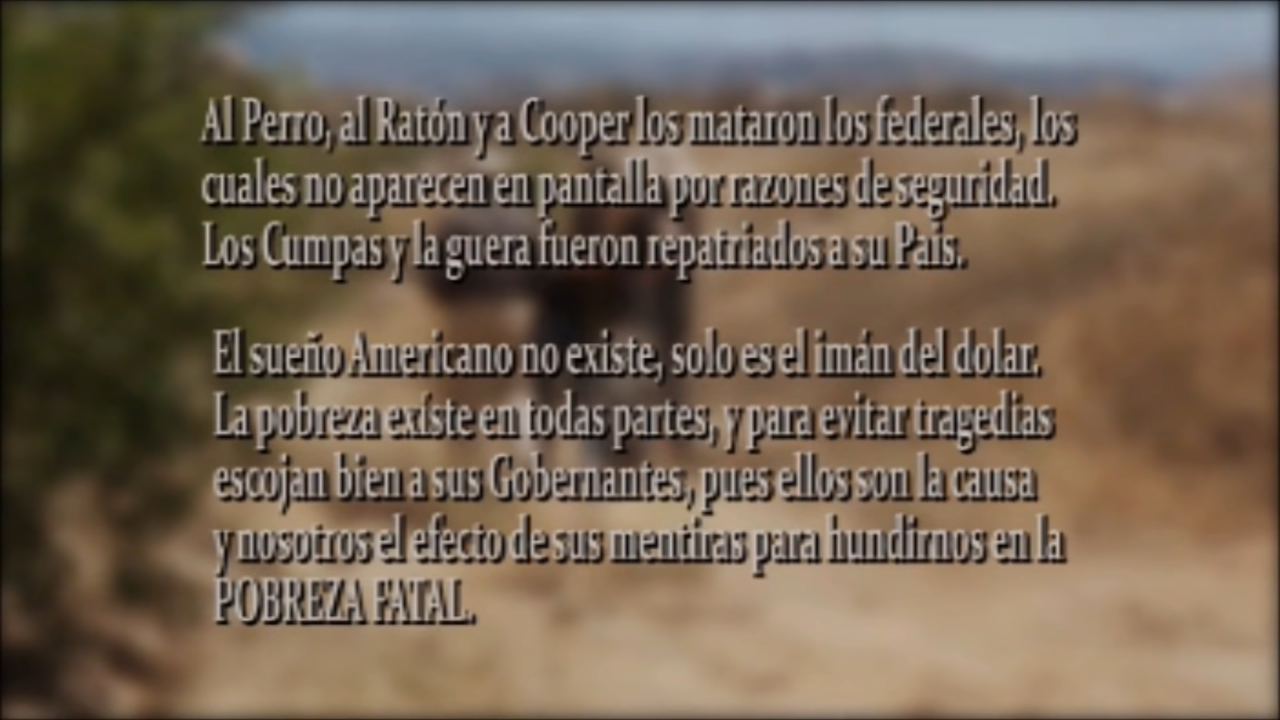 Al Perro, al Ratón y a Cooper los mataron los federales, los
cuales no aparecen en pantalla por razones de seguridad.
Los Cumpas y la guera fueron repatriados a su Pais.
El sueño Americano no existe, solo es el imán del dolar.
La pobreza existe en todas partes, y para evitar tragedias
escojan bien a sus Gobernantes, pues ellos son la causa
y nosotros el efecto de sus mentiras para hundirnos en la
POBREZA FATAL.